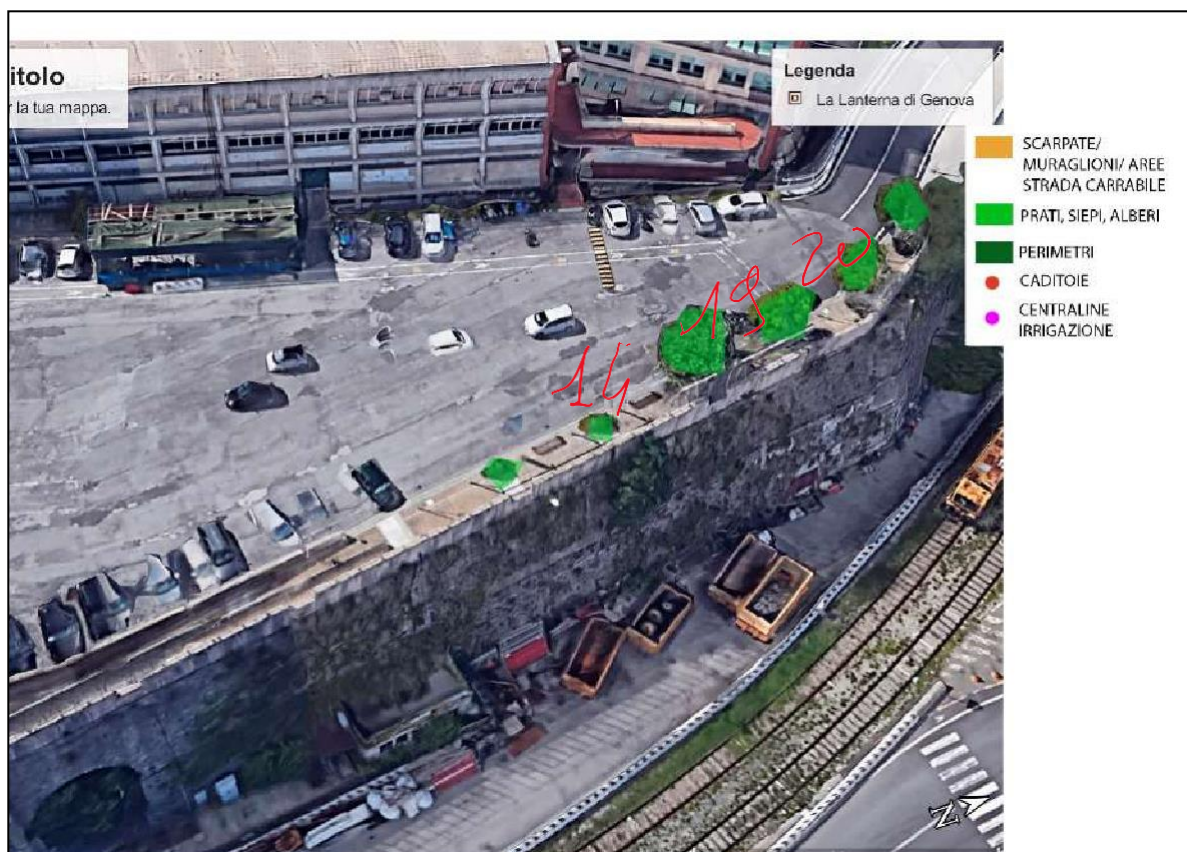 itolo
r la tua mappa.
Legenda
La Lanterna di Genova
SCARPATE/
MURAGLIONI/ AREE
STRADA CARRABILE
PRATI, SIEPI, ALBERI
PERIMETRI
CADITOIE
CENTRALINE
IRRIGAZIONE
20
19
14
N